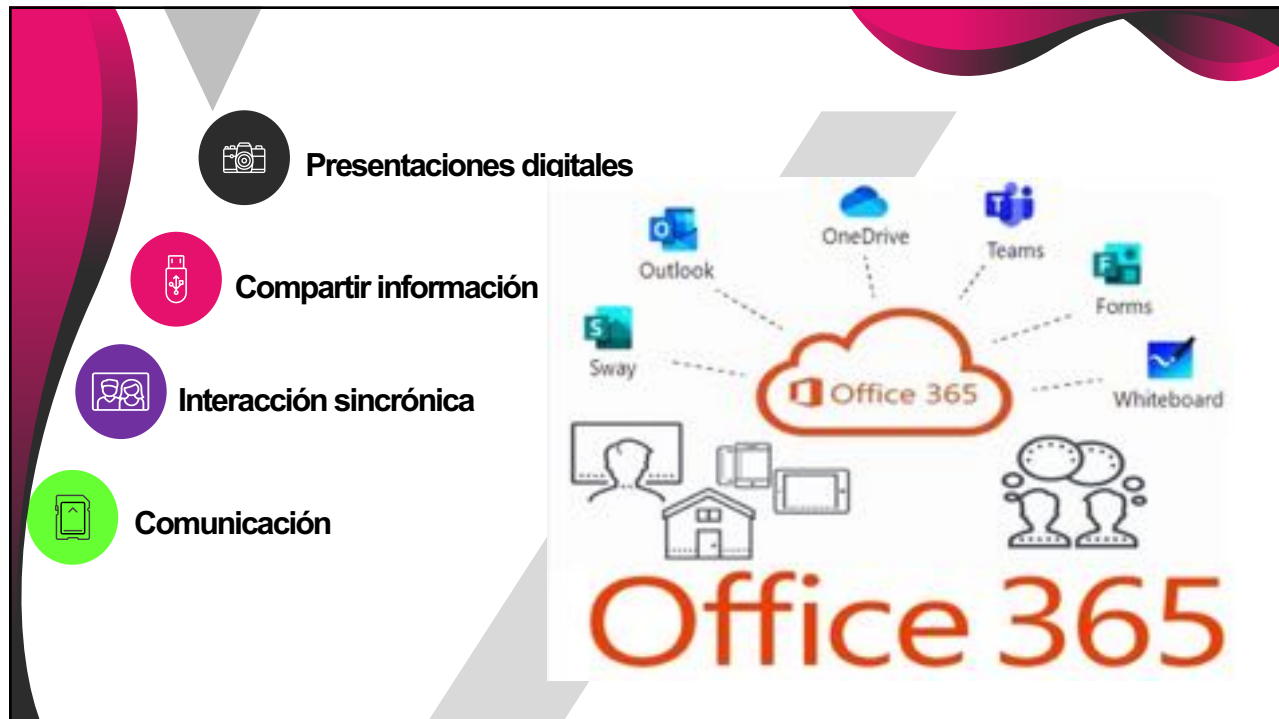 Presentaciones digitales
Compartir información
Interacción sincrónica
Comunicación
OneDrive
Teams
Outlook
Forms
Sway
Office 365
Whiteboard
Office 365